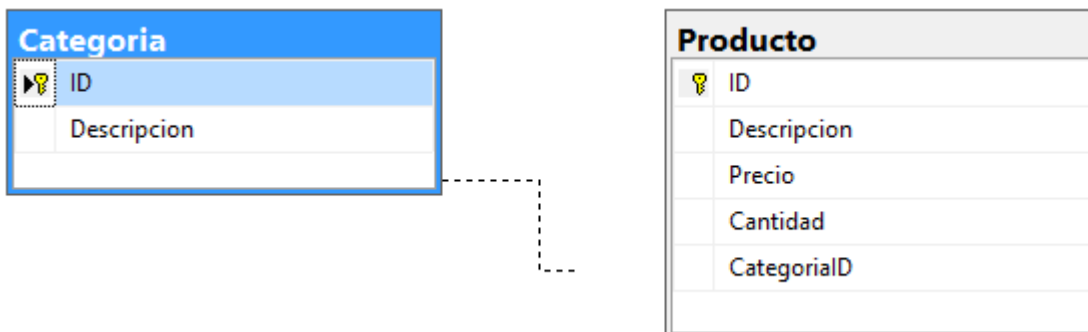 Categoria
ID
Descripcion
Producto
ID
Descripcion
Precio
Cantidad
CategoriaID